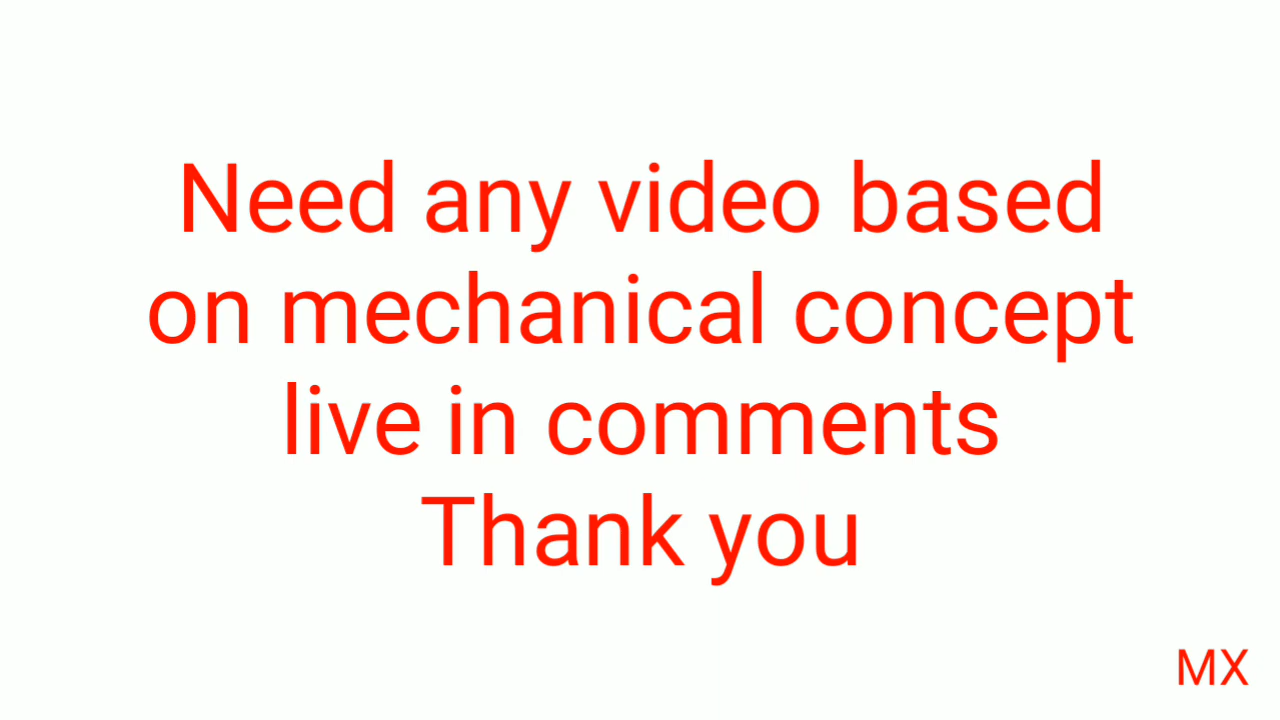 Need any video based
on mechanical concept
live in comments
Thank you
MX